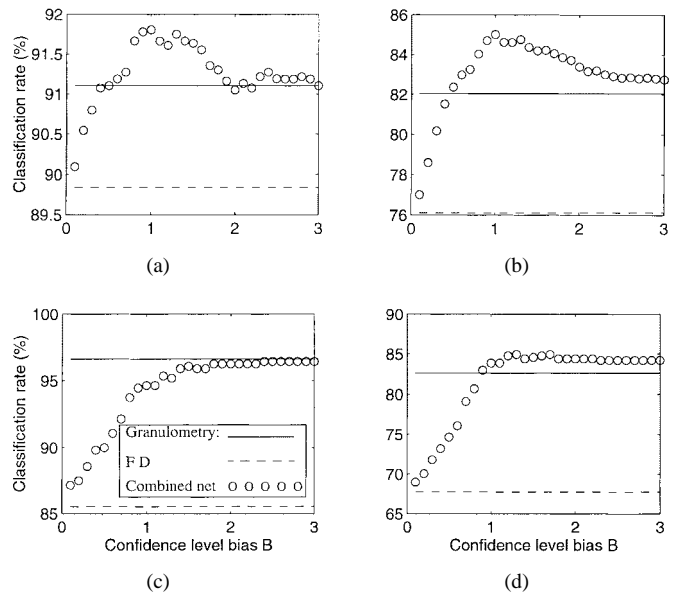 92
91.5
91
90.5
90
89.5
Classification rate (%)
0 1 2 3
(a)
86
84
82
80
78
76
0 1 2 3
(b)
100
95
90
85
Classification rate (%)
Granulometry:
F D
Combined net
0 1 2 3
Confidence level bias B
(c)
90
85
80
75
70
65
0 1 2 3
Confidence level bias B
(d)